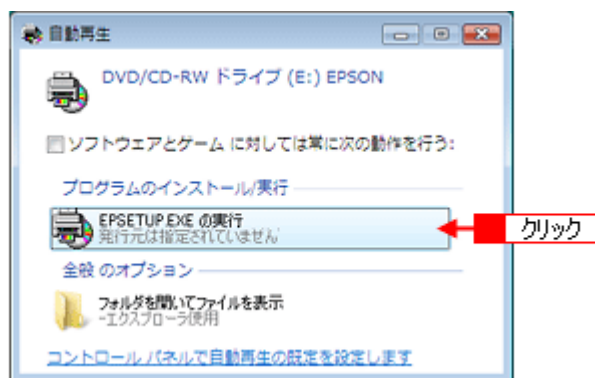 自動再生
DVD/CD-RW ドライブ (E:) EPSON
ソフトウェアとゲーム に対しては常に次の動作を行う:
プログラムのインストール/実行
EPSETUP.EXE の実行
発行元は指定されていません
クリック
全般 のオプション
フォルダを開いてファイルを表示
-エクスプローラ使用
コントロール パネルで自動再生の既定を設定します